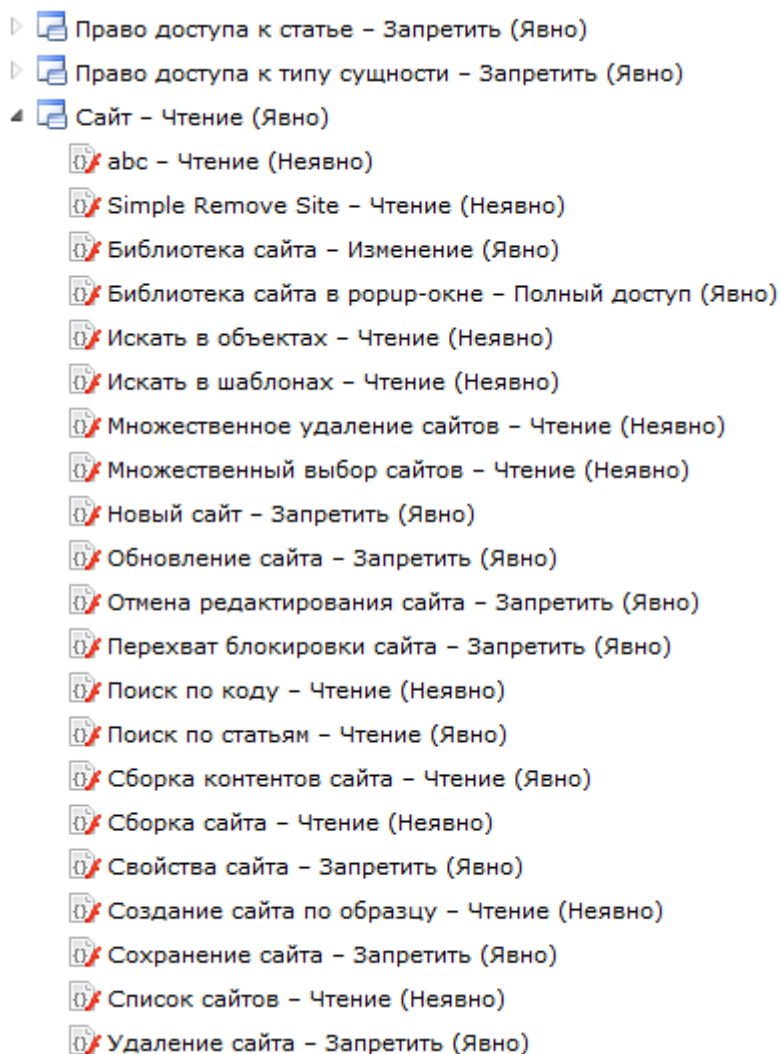 Право доступа к статье – Запретить (Явно)
Право доступа к типу сущности – Запретить (Явно)
Сайт – Чтение (Явно)
abc – Чтение (Неявно)
Simple Remove Site – Чтение (Неявно)
Библиотека сайта – Изменение (Явно)
Библиотека сайта в popup-окне – Полный доступ (Явно)
Искать в объектах – Чтение (Неявно)
Искать в шаблонах – Чтение (Неявно)
Множественное удаление сайтов – Чтение (Неявно)
Множественный выбор сайтов – Чтение (Неявно)
Новый сайт – Запретить (Явно)
Обновление сайта – Запретить (Явно)
Отмена редактирования сайта – Запретить (Явно)
Перехват блокировки сайта – Запретить (Явно)
Поиск по коду – Чтение (Неявно)
Поиск по статьям – Чтение (Явно)
Сборка контентов сайта – Чтение (Явно)
Сборка сайта – Чтение (Неявно)
Свойства сайта – Запретить (Явно)
Создание сайта по образцу – Чтение (Неявно)
Сохранение сайта – Запретить (Явно)
Список сайтов – Чтение (Неявно)
Удаление сайта – Запретить (Явно)